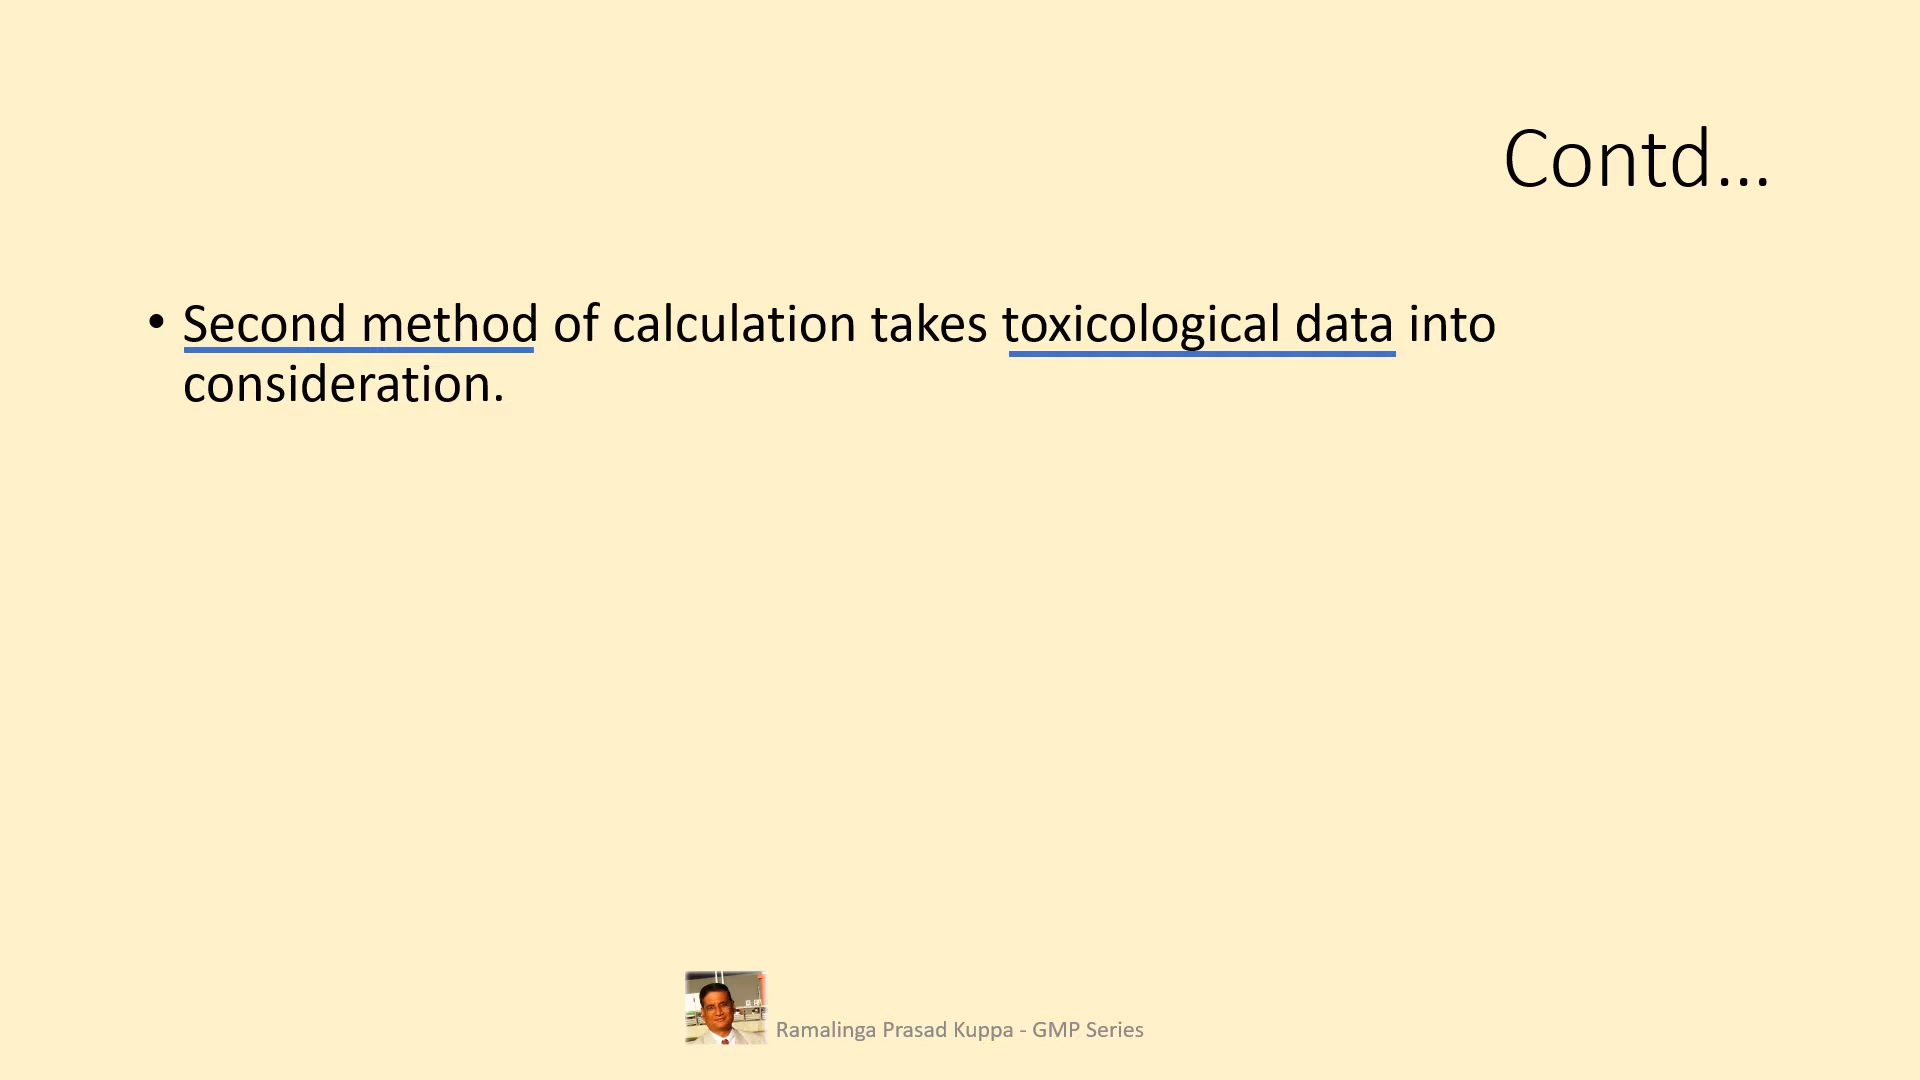 Contd...
• Second method of calculation takes toxicological data into
consideration.
Ramalinga Prasad Kuppa - GMP Series